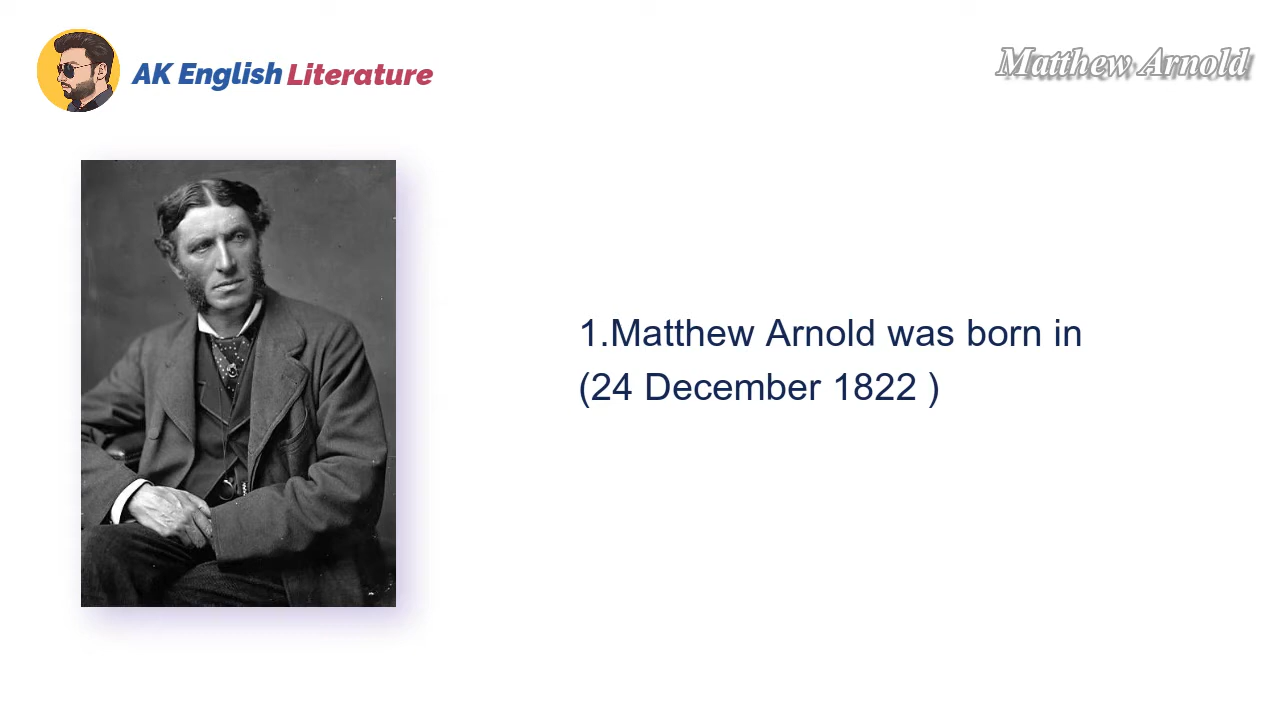 AK English Literature
Matthew Arnold
1.Matthew Arnold was born in
(24 December 1822 )